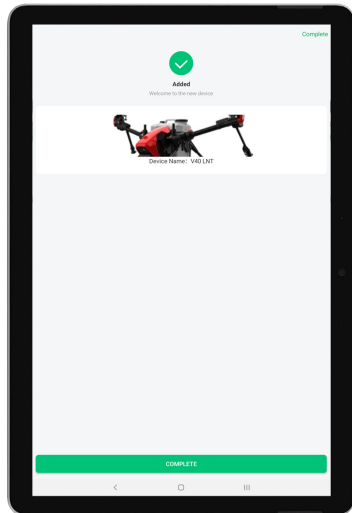 Complete
Added
Welcome to the new device
Device Name: V40 LNT
COMPLETE